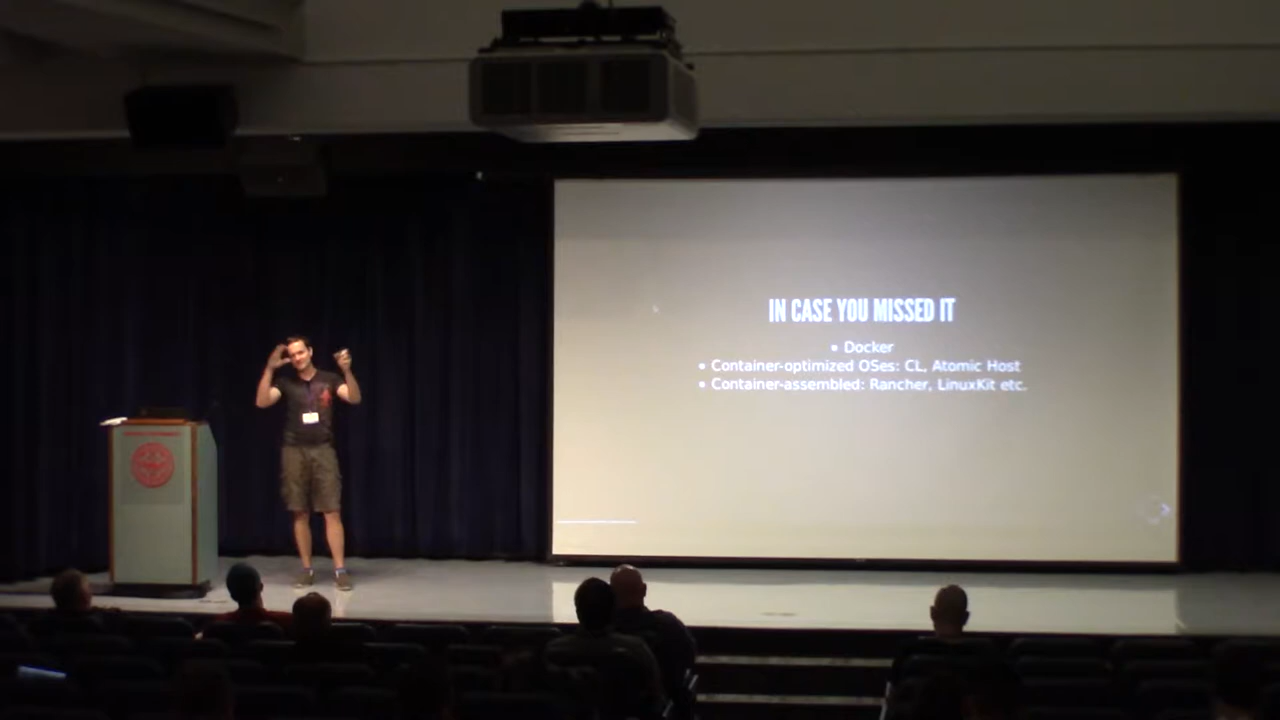 IN CASE YOU MISSED IT
• Docker
• Container-optimized OSes: CL, Atomic Host
• Container-assembled: Rancher, LinuxKit etc.